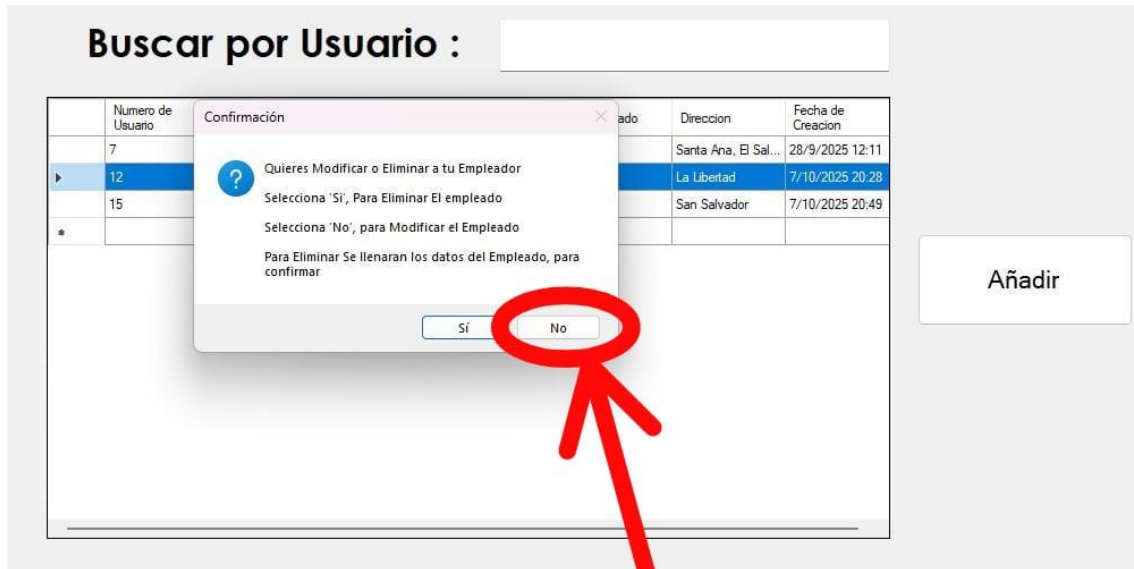 Buscar por Usuario :
Numero de
Usuario
Confirmación
ado
Direccion
Fecha de
Creacion
7
Santa Ana, El Sal...
28/9/2025 12:11
12
La Libertad
7/10/2025 20:28
15
San Salvador
7/10/2025 20:49
Quieres Modificar o Eliminar a tu Empleador
Selecciona 'Si', Para Eliminar El empleado
Selecciona 'No', para Modificar el Empleado
Para Eliminar Se llenaran los datos del Empleado, para
confirmar
Sí
No
Añadir